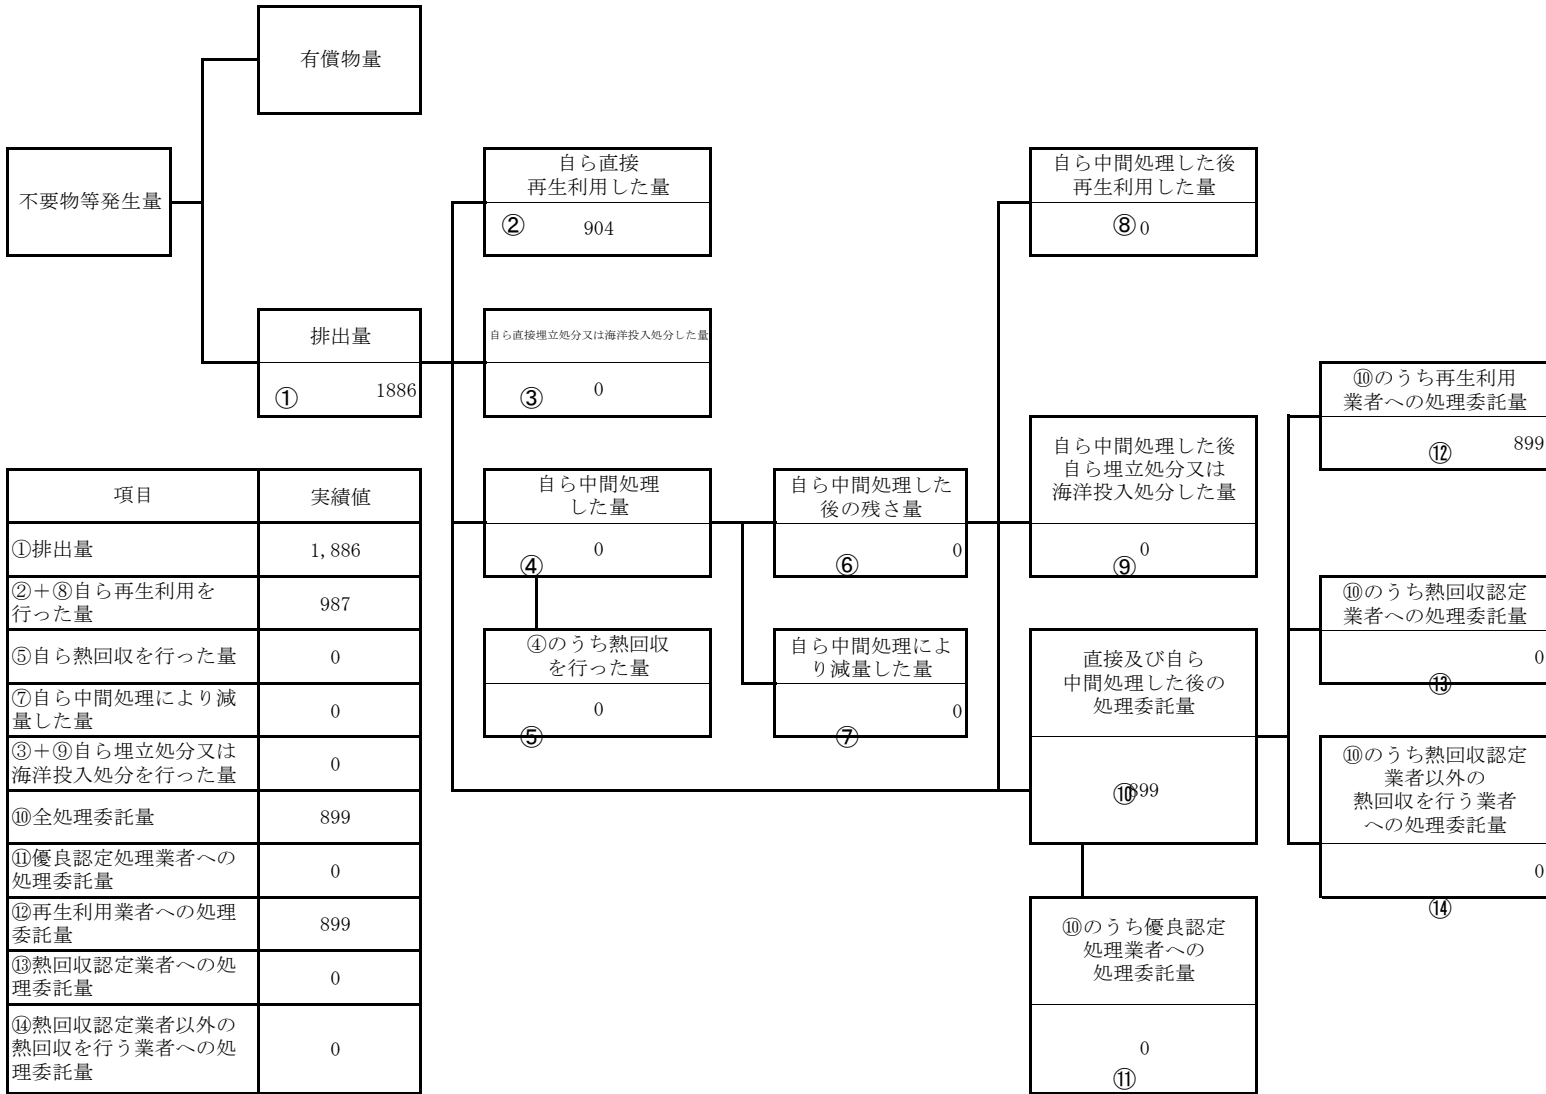 有償物量
不要物等発生量
自ら直接
再生利用した量
② 904
自ら中間処理した後
再生利用した量
⑧ 0
排出量
① 1886
自ら直接埋立処分又は海洋投入処分した量
③ 0
⑩のうち再生利用
業者への処理委託量
⑫ 899
自ら中間処理した後
自ら埋立処分又は
海洋投入処分した量
⑨ 0
自ら中間処理
した量
④ 0
自ら中間処理した
後の残さ量
⑥ 0
⑩のうち熱回収認定
業者への処理委託量
⑬ 0
④のうち熱回収
を行った量
⑤ 0
自ら中間処理によ
り減量した量
⑦ 0
直接及び自ら
中間処理した後の
処理委託量
⑩ 899
⑩のうち熱回収認定
業者以外の
熱回収を行う業者
への処理委託量
⑭ 0
⑩のうち優良認定
処理業者への
処理委託量
⑪ 0
項目 実績値
①排出量 1,886
②＋⑧自ら再生利用を
行った量 987
⑤自ら熱回収を行った量 0
⑦自ら中間処理により減
量した量 0
③＋⑨自ら埋立処分又は
海洋投入処分を行った量 0
⑩全処理委託量 899
⑪優良認定処理業者への
処理委託量 0
⑫再生利用業者への処理
委託量 899
⑬熱回収認定業者への処
理委託量 0
⑭熱回収認定業者以外の
熱回収を行う業者への処
理委託量 0